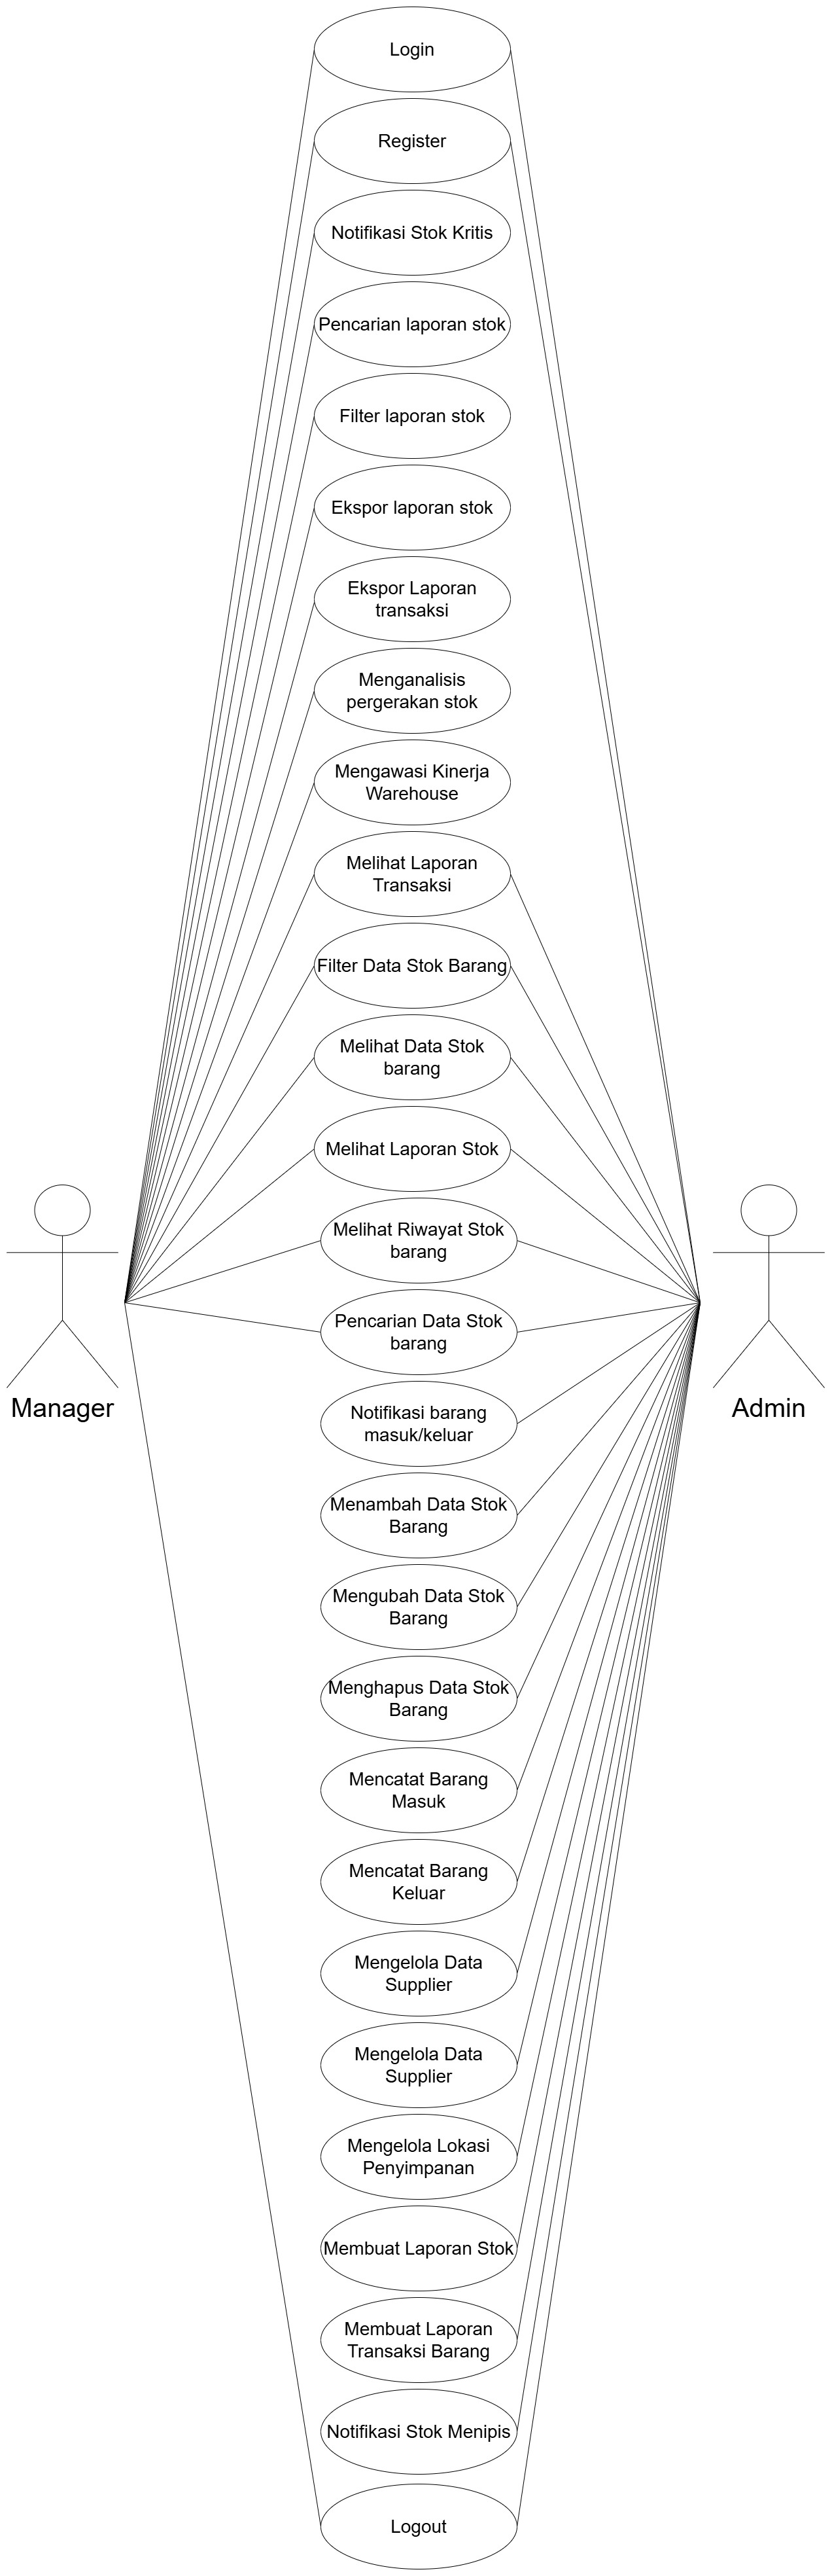 Login
Register
Notifikasi Stok Kritis
Pencarian laporan stok
Filter laporan stok
Ekspor laporan stok
Ekspor Laporan
transaksi
Menganalisis
pergerakan stok
Mengawasi Kinerja
Warehouse
Melihat Laporan
Transaksi
Filter Data Stok Barang
Melihat Data Stok
barang
Melihat Laporan Stok
Melihat Riwayat Stok
barang
Pencarian Data Stok
barang
Manager
Admin
Notifikasi barang
masuk/keluar
Menambah Data Stok
Barang
Mengubah Data Stok
Barang
Menghapus Data Stok
Barang
Mencatat Barang
Masuk
Mencatat Barang
Keluar
Mengelola Data
Supplier
Mengelola Data
Supplier
Mengelola Lokasi
Penyimpanan
Membuat Laporan Stok
Membuat Laporan
Transaksi Barang
Notifikasi Stok Menipis
Logout